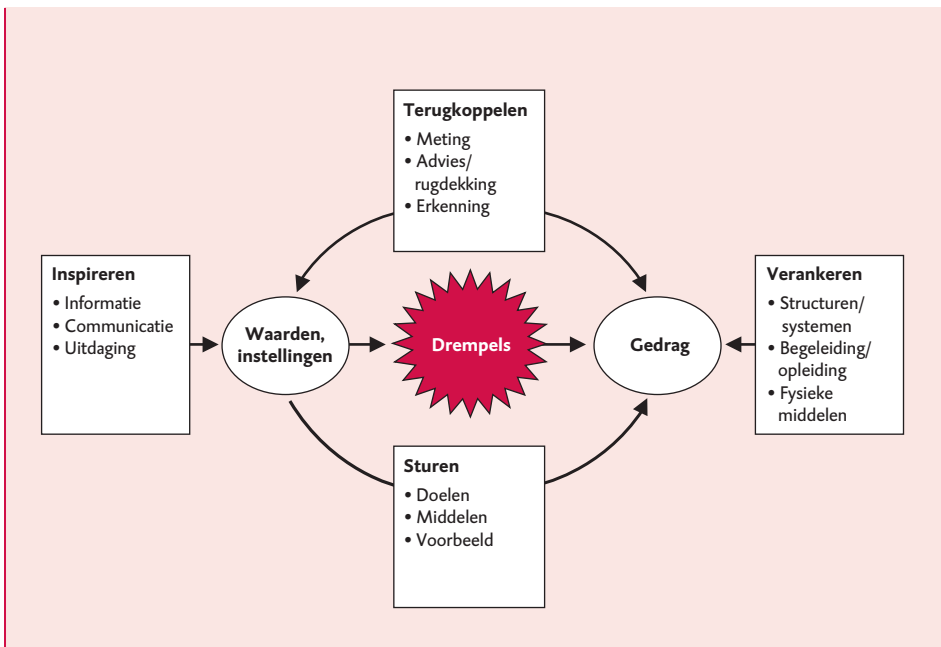 Terugkoppelen
• Meting
• Advies/
rugdekking
• Erkenning
Inspireren
• Informatie
• Communicatie
• Uitdaging
Waarden,
instellingen
Drempels
Gedrag
Verankeren
• Structuren/
systemen
• Begeleiding/
opleiding
• Fysieke
middelen
Sturen
• Doelen
• Middelen
• Voorbeeld